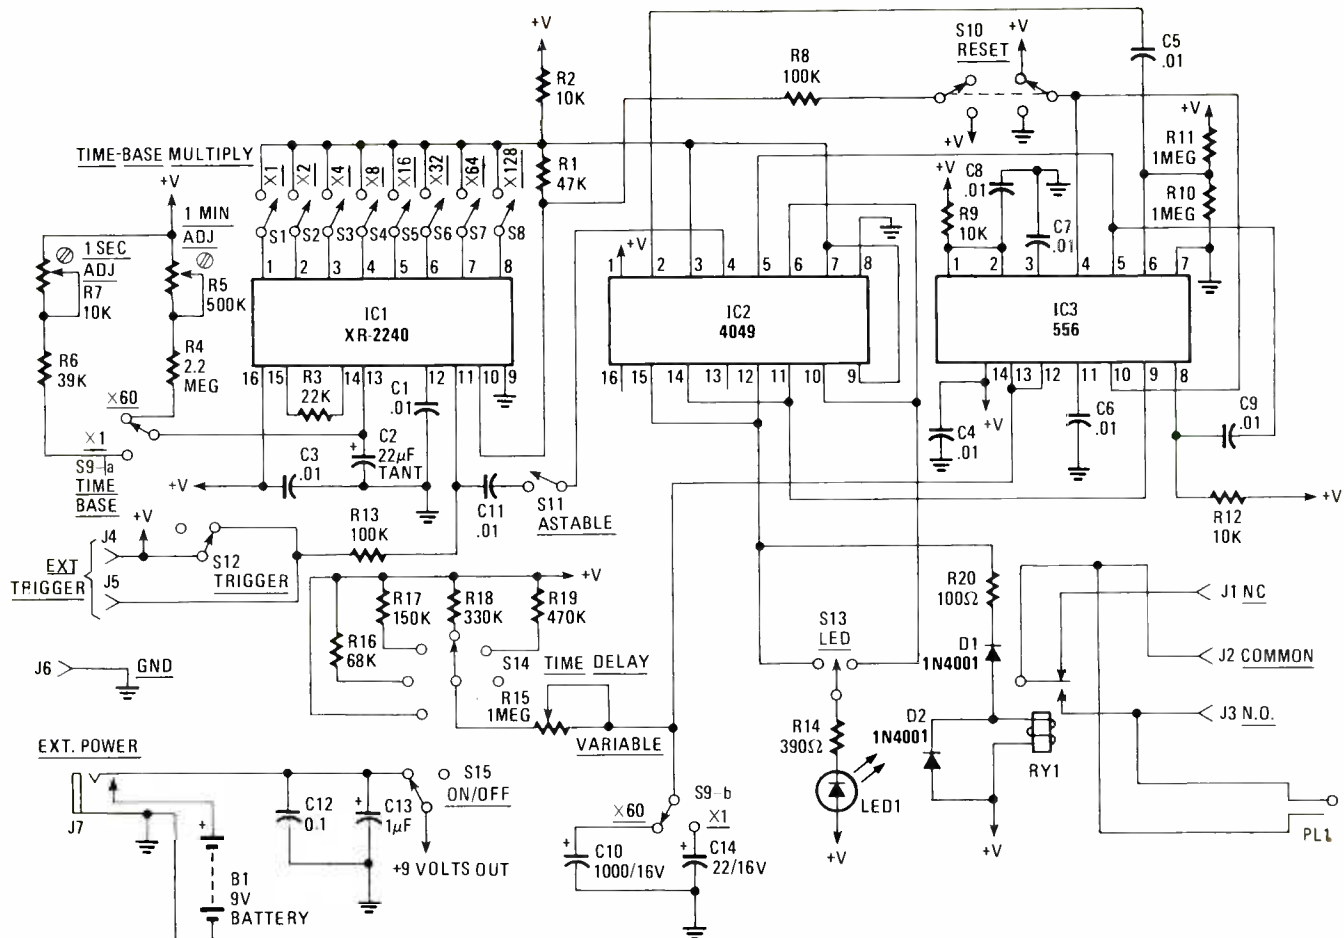 +V
R2
10K
R8
100K
S10
RESET
+V
C5
.01
TIME-BASE MULTIPLY
X1
X2
X4
X8
X16
X32
X64
X128
R1
47K
+V
+V
R11
1MEG
R10
1MEG
+V
C8
.01
R9
10K
C7
.01
+V
1 MIN
ADJ
1 SEC
ADJ
R7
10K
R5
500K
S1
S2
S3
S4
S5
S6
S7
S8
+V
1
2
3
4
5
6
7
8
1
2
3
4
5
6
7
8
1
2
3
4
5
6
7
IC1
XR-2240
IC2
4049
IC3
556
R6
39K
R4
2.2
MEG
16
15
14
13
12
11
10
9
16
15
14
13
12
11
10
9
14
13
12
11
10
9
8
R3
22K
C1
.01
X60
X1
S9-a
TIME
BASE
C2
+
22µF
TANT
C3
.01
+V
C4
.01
+V
C6
.01
C9
.01
C11
.01
S11
ASTABLE
R12
10K
+V
J4
+V
EXT
TRIGGER
J5
S12
TRIGGER
R13
100K
+V
R17
150K
R18
330K
R19
470K
R16
68K
S14
TIME DELAY
R15
1MEG
VARIABLE
S13
LED
R20
100Ω
D1
1N4001
J1 NC
J2 COMMON
J3 N.O.
J6
GND
R14
390Ω
D2
1N4001
RY1
LED1
+V
+V
PL1
EXT. POWER
J7
+
B1
9V
BATTERY
C12
0.1
+
C13
1µF
S15
ON/OFF
+9 VOLTS OUT
S9-b
X60
X1
+
C10
1000/16V
+
C14
22/16V